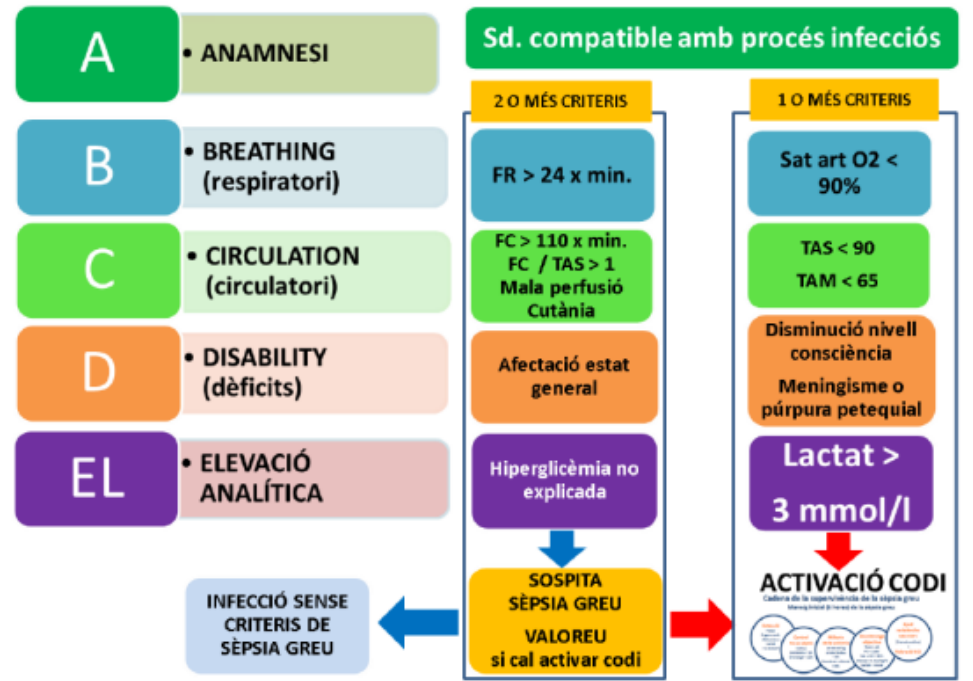 A
• ANAMNESI
B
• BREATHING
(respiratori)
C
• CIRCULATION
(circulatori)
D
• DISABILITY
(dèficits)
EL
• ELEVACIÓ
ANALÍTICA
Sd. compatible amb procés infecciós
2 O MÉS CRITERIS
FR > 24 x min.
FC > 110 x min.
FC / TAS > 1
Mala perfusió
Cutània
Afectació estat
general
Hiperglicèmia no
explicada
SOSPITA
SÈPSIA GREU
VALOREU
si cal activar codi
INFECCIÓ SENSE
CRITERIS DE
SÈPSIA GREU
1 O MÉS CRITERIS
Sat art O2 <
90%
TAS < 90
TAM < 65
Disminució nivell
consciència
Meningisme o
púrpura petequial
Lactat >
3 mmol/l
ACTIVACIÓ CODI
Cadena de la supervivència de la sèpsia greu